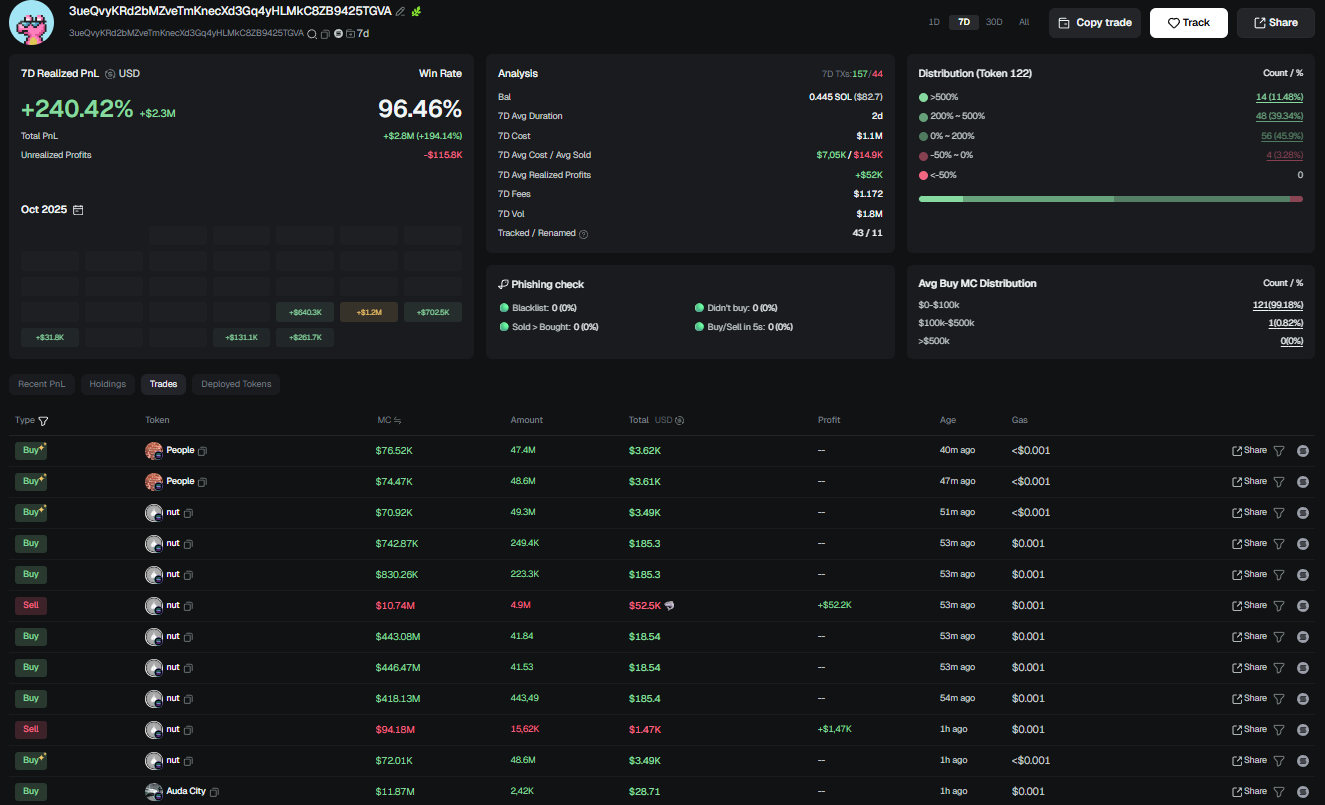 3ueQvyKRd2bMZveTmKnecXd3Gq4yHLMkC8ZB9425TGVA
3ueQvyKRd2bMZveTmKnecXd3Gq4yHLMkC8ZB9425TGVA 7d
1D 7D 30D All Copy trade Track Share
7D Realized PnL USD Win Rate
+240.42% +$2.3M 96.46%
Total PnL +$2.8M (+194.14%)
Unrealized Profits -$115.8K
Oct 2025
+$640.3K +$1.2M +$702.5K
+$31.8K +$131.1K +$261.7K
Analysis 7D TXs:157/44
Bal 0.445 SOL ($82.7)
7D Avg Duration 2d
7D Cost $1.1M
7D Avg Cost / Avg Sold $7,05K / $14.9K
7D Avg Realized Profits +$52K
7D Fees $1.172
7D Vol $1.8M
Tracked / Renamed 43 / 11
Phishing check
Blacklist: 0 (0%) Didn't buy: 0 (0%)
Sold > Bought: 0 (0%) Buy/Sell in 5s: 0 (0%)
Distribution (Token 122) Count / %
>500% 14 (11.48%)
200% ~ 500% 48 (39.34%)
0% ~ 200% 56 (45.9%)
-50% ~ 0% 4 (3.28%)
<-50% 0
Avg Buy MC Distribution Count / %
$0-$100k 121(99.18%)
$100k-$500k 1(0.82%)
>$500k 0(0%)
Recent PnL Holdings Trades Deployed Tokens
Type Token MC Amount Total USD Profit Age Gas
Buy People $76.52K 47.4M $3.62K -- 40m ago <$0.001 Share
Buy People $74.47K 48.6M $3.61K -- 47m ago <$0.001 Share
Buy nut $70.92K 49.3M $3.49K -- 51m ago <$0.001 Share
Buy nut $742.87K 249.4K $185.3 -- 53m ago $0.001 Share
Buy nut $830.26K 223.3K $185.3 -- 53m ago $0.001 Share
Sell nut $10.74M 4.9M $52.5K +$52.2K 53m ago $0.001 Share
Buy nut $443.08M 41.84 $18.54 -- 53m ago $0.001 Share
Buy nut $446.47M 41.53 $18.54 -- 53m ago $0.001 Share
Buy nut $418.13M 443,49 $185.4 -- 54m ago $0.001 Share
Sell nut $94.18M 15,62K $1.47K +$1,47K 1h ago $0.001 Share
Buy nut $72.01K 48.6M $3.49K -- 1h ago <$0.001 Share
Buy Auda City $11.87M 2,42K $28.71 -- 1h ago $0.001 Share